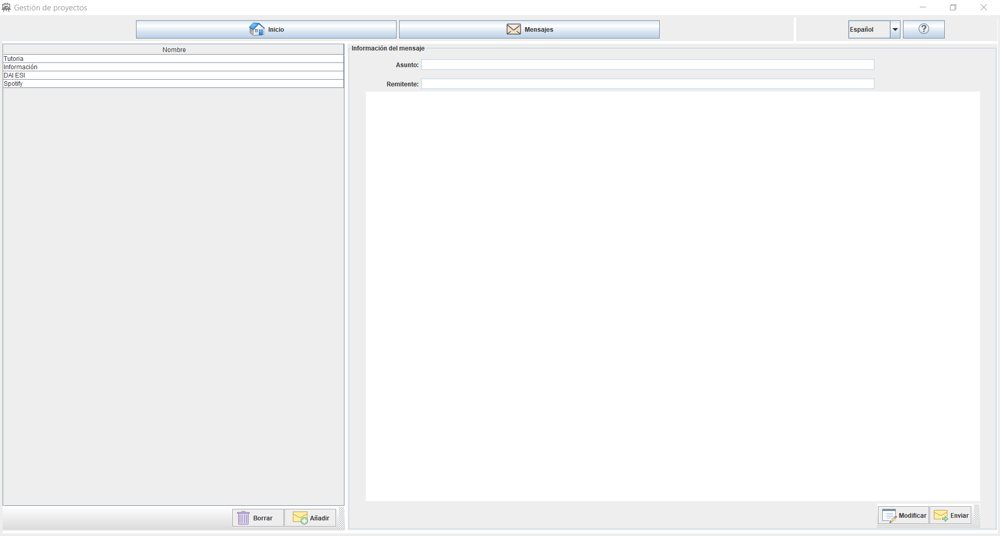 Gestión de proyectos
Inicio
Mensajes
Español
?
Nombre
Tutoria
Información
DAI ESI
Spotify
Información del mensaje
Asunto:
Remitente:
Borrar
Añadir
Modificar
Enviar